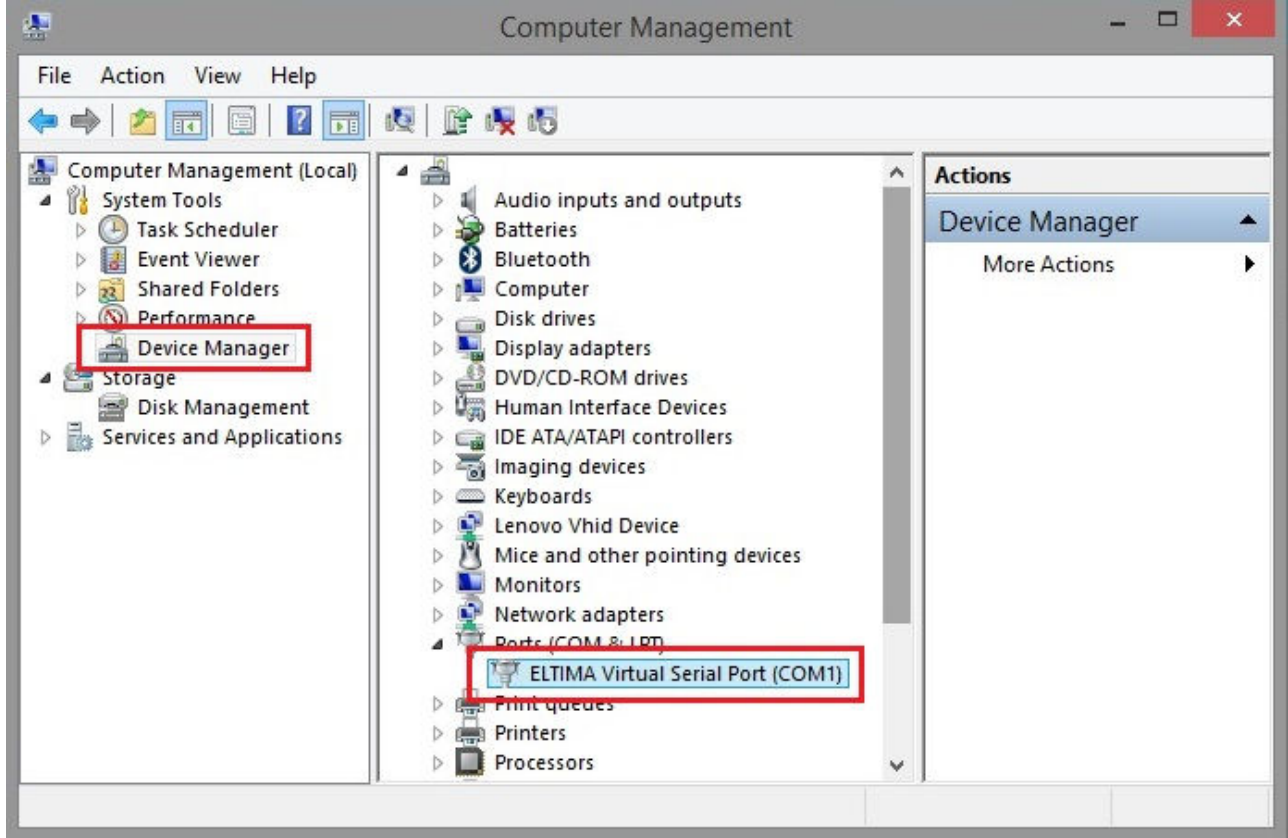 Computer Management
File Action View Help
Computer Management (Local)
System Tools
Task Scheduler
Event Viewer
Shared Folders
Performance
Device Manager
Storage
Disk Management
Services and Applications
Audio inputs and outputs
Batteries
Bluetooth
Computer
Disk drives
Display adapters
DVD/CD-ROM drives
Human Interface Devices
IDE ATA/ATAPI controllers
Imaging devices
Keyboards
Lenovo Vhid Device
Mice and other pointing devices
Monitors
Network adapters
Ports (COM & LPT)
ELTIMA Virtual Serial Port (COM1)
Print queues
Printers
Processors
Actions
Device Manager
More Actions